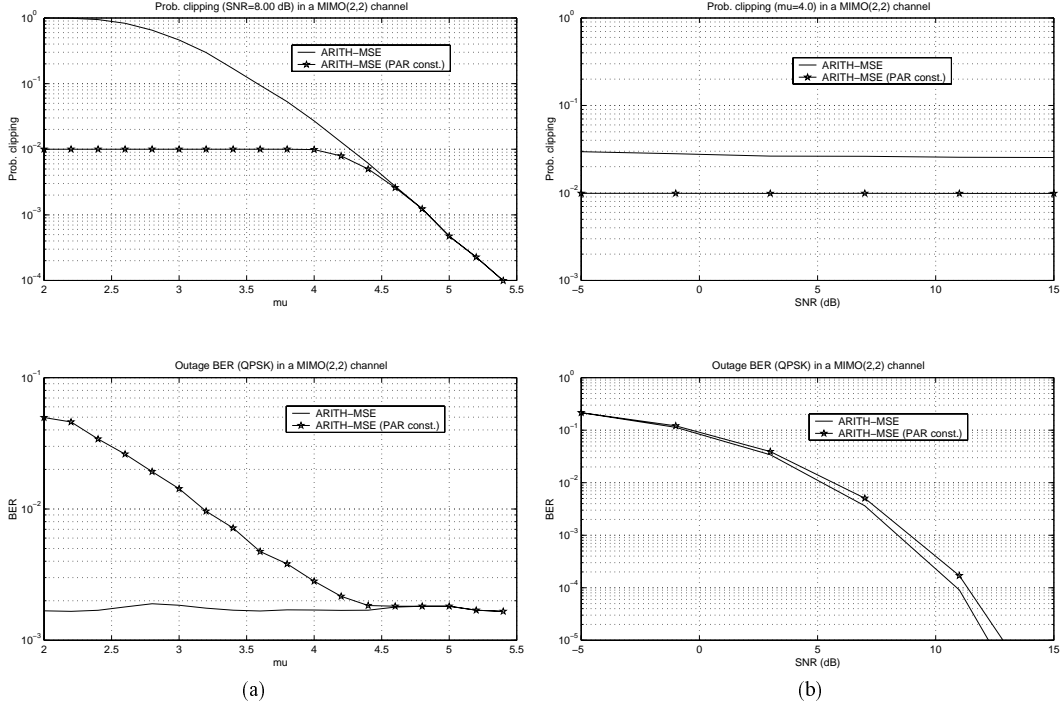 Prob. clipping (SNR=8.00 dB) in a MIMO(2,2) channel
10^0
10^−1
10^−2
10^−3
10^−4
Prob. clipping
ARITH−MSE
ARITH−MSE (PAR const.)
2 2.5 3 3.5 4 4.5 5 5.5
mu
Prob. clipping (mu=4.0) in a MIMO(2,2) channel
10^0
10^−1
10^−2
10^−3
Prob. clipping
ARITH−MSE
ARITH−MSE (PAR const.)
−5 0 5 10 15
SNR (dB)
Outage BER (QPSK) in a MIMO(2,2) channel
10^−1
10^−2
10^−3
BER
ARITH−MSE
ARITH−MSE (PAR const.)
2 2.5 3 3.5 4 4.5 5 5.5
mu
(a)
Outage BER (QPSK) in a MIMO(2,2) channel
10^0
10^−1
10^−2
10^−3
10^−4
10^−5
BER
ARITH−MSE
ARITH−MSE (PAR const.)
−5 0 5 10 15
SNR (dB)
(b)